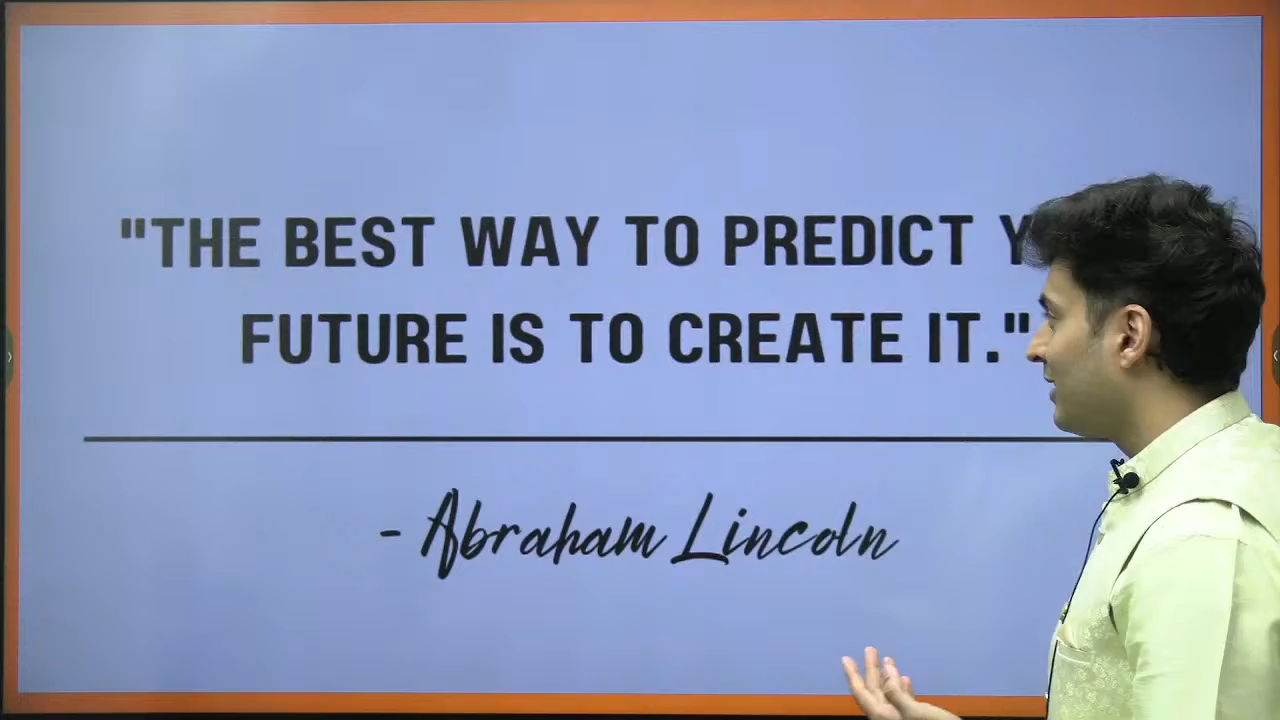 "THE BEST WAY TO PREDICT
FUTURE IS TO CREATE IT."
- Abraham Lincoln